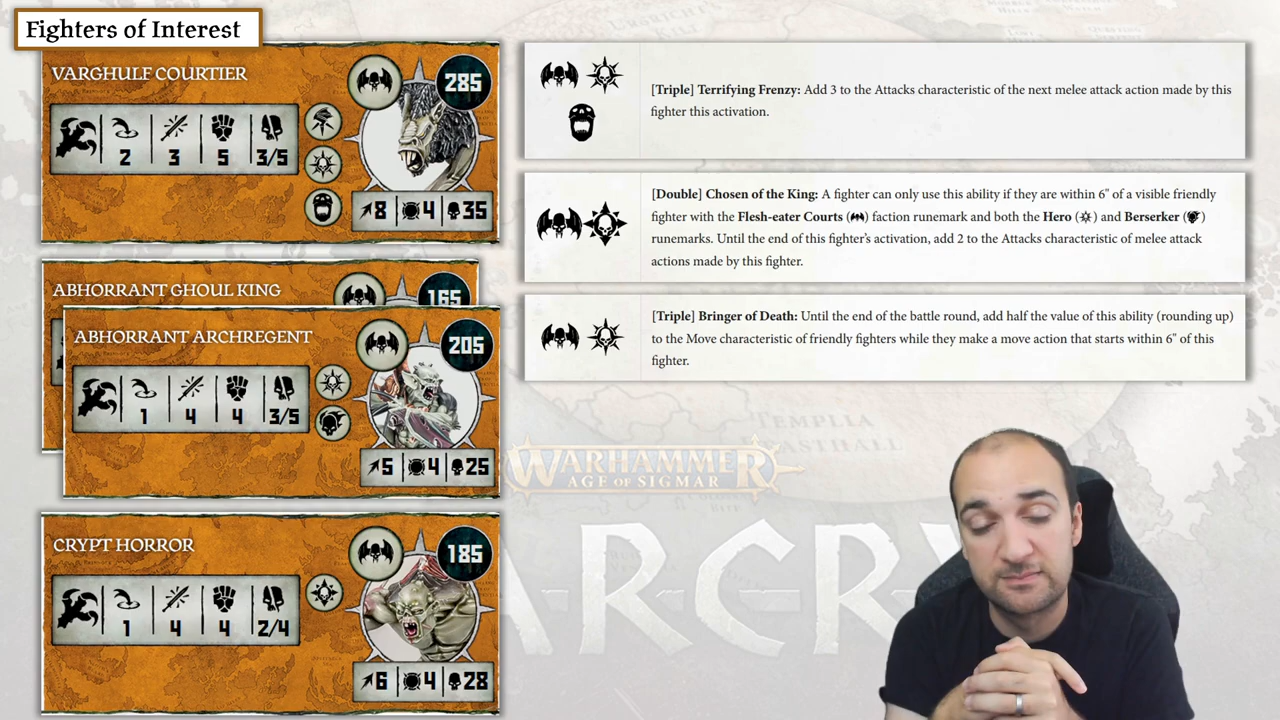 Fighters of Interest
VARGHULF COURTIER
285
2 3 5 3/5
8 4 35
ABHORRANT GHOUL KING
165
ABHORRANT ARCHREGENT
205
1 4 4 3/5
5 4 25
CRYPT HORROR
185
1 4 4 2/4
6 4 28
[Triple] Terrifying Frenzy: Add 3 to the Attacks characteristic of the next melee attack action made by this
fighter this activation.
[Double] Chosen of the King: A fighter can only use this ability if they are within 6" of a visible friendly
fighter with the Flesh-eater Courts ( ) faction runemark and both the Hero ( ) and Berserker ( )
runemarks. Until the end of this fighter's activation, add 2 to the Attacks characteristic of melee attack
actions made by this fighter.
[Triple] Bringer of Death: Until the end of the battle round, add half the value of this ability (rounding up)
to the Move characteristic of friendly fighters while they make a move action that starts within 6" of this
fighter.
TEMPLIA
WARHAMMER
AGE OF SIGMAR